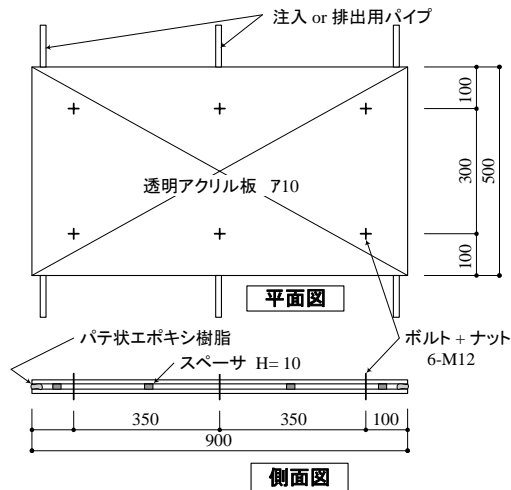 注入 or 排出用パイプ
100
300
500
100
透明アクリル板 ｱ10
平面図
パテ状エポキシ樹脂
スペーサ H= 10
ボルト + ナット
6-M12
350
350
100
900
側面図